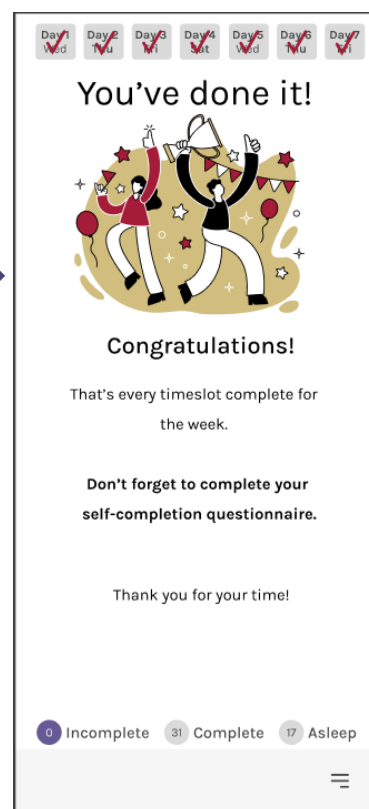 Day 1 Day 2 Day 3 Day 4 Day 5 Day 6 Day 7
Wed Thu Fri Sat Wed Thu Fri
You’ve done it!
Congratulations!
That’s every timeslot complete for
the week.
Don’t forget to complete your
self-completion questionnaire.
Thank you for your time!
0 Incomplete 31 Complete 17 Asleep